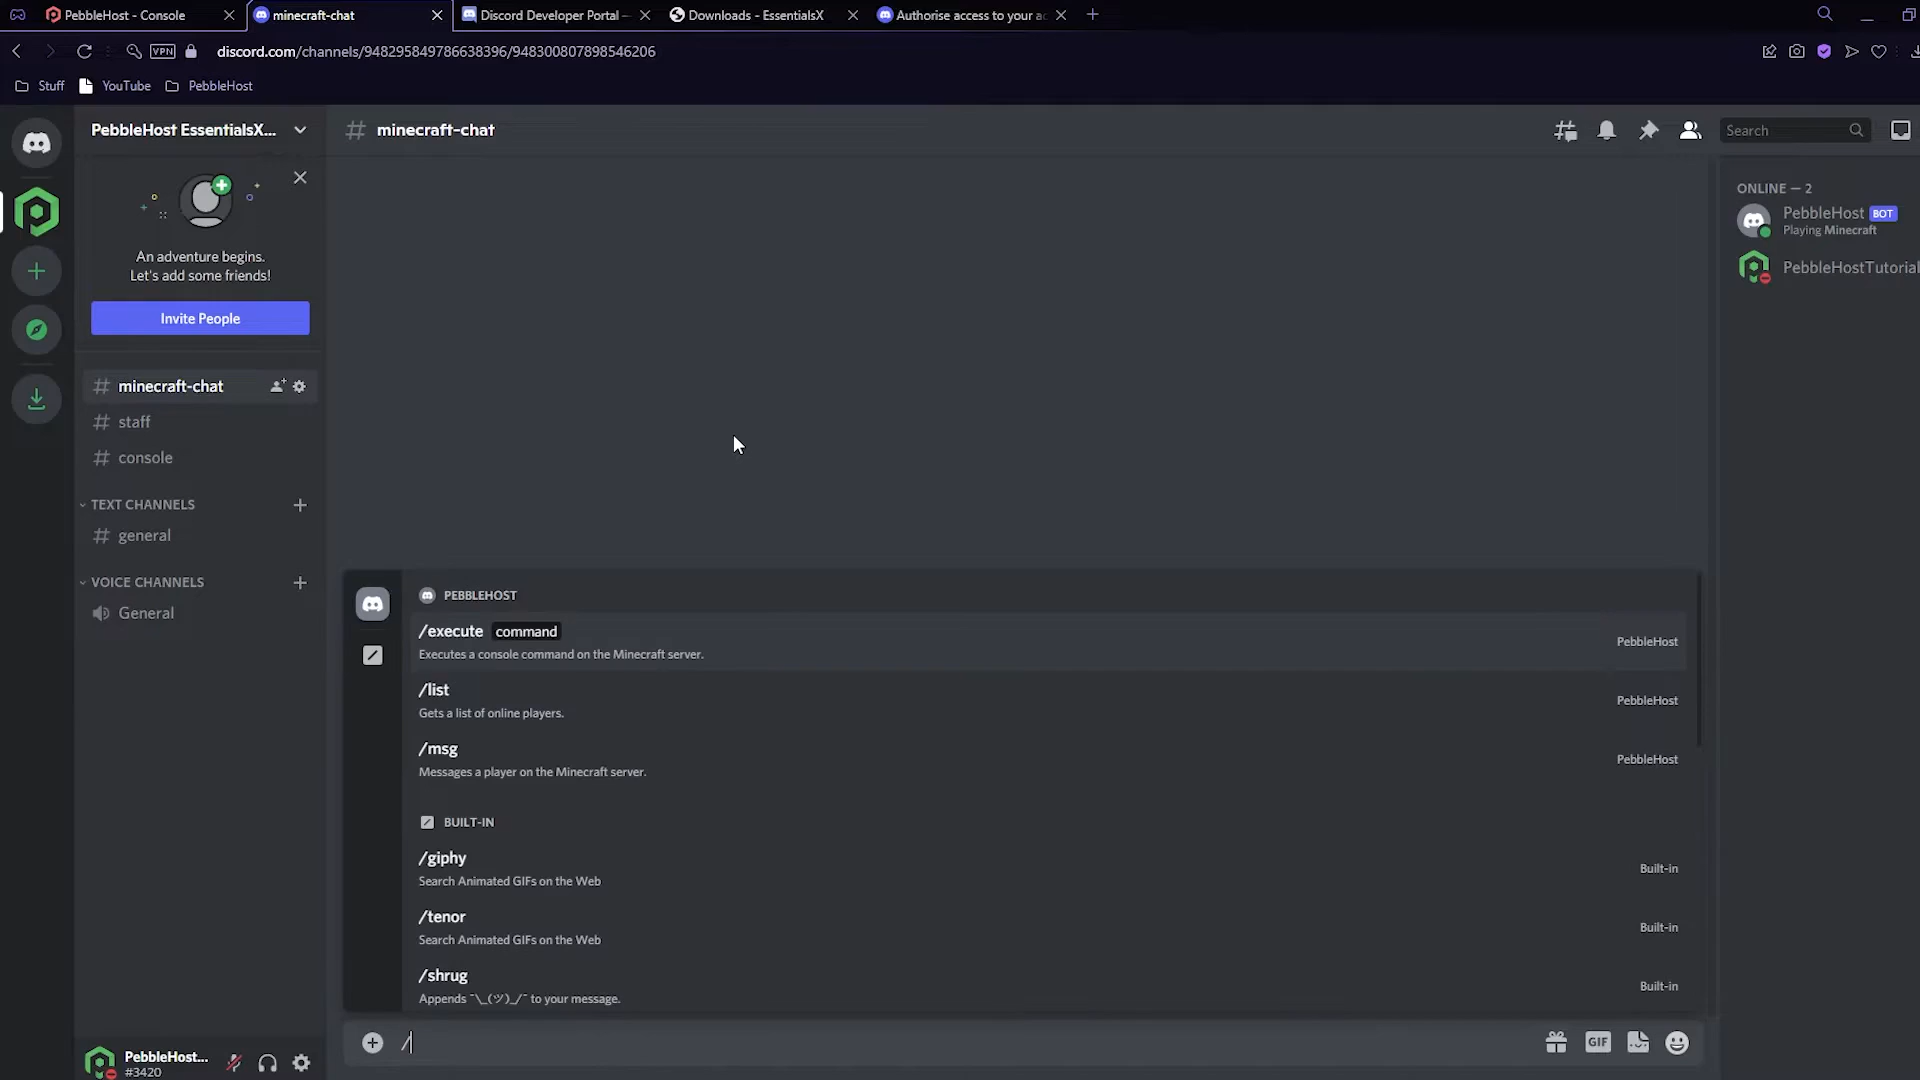 PebbleHost - Console
minecraft-chat
Discord Developer Portal -
Downloads - EssentialsX
Authorise access to your ac
VPN
discord.com/channels/948295849786638396/948300807898546206
Stuff
YouTube
PebbleHost
PebbleHost EssentialsX...
minecraft-chat
Search
An adventure begins.
Let's add some friends!
Invite People
minecraft-chat
staff
console
TEXT CHANNELS
general
VOICE CHANNELS
General
ONLINE — 2
PebbleHost BOT
Playing Minecraft
PebbleHostTutorial
PEBBLEHOST
/execute command
Executes a console command on the Minecraft server.
PebbleHost
/list
Gets a list of online players.
PebbleHost
/msg
Messages a player on the Minecraft server.
PebbleHost
BUILT-IN
/giphy
Search Animated GIFs on the Web
Built-in
/tenor
Search Animated GIFs on the Web
Built-in
/shrug
Appends ¯\_(ツ)_/¯ to your message.
Built-in
/
GIF
PebbleHost...
#3420